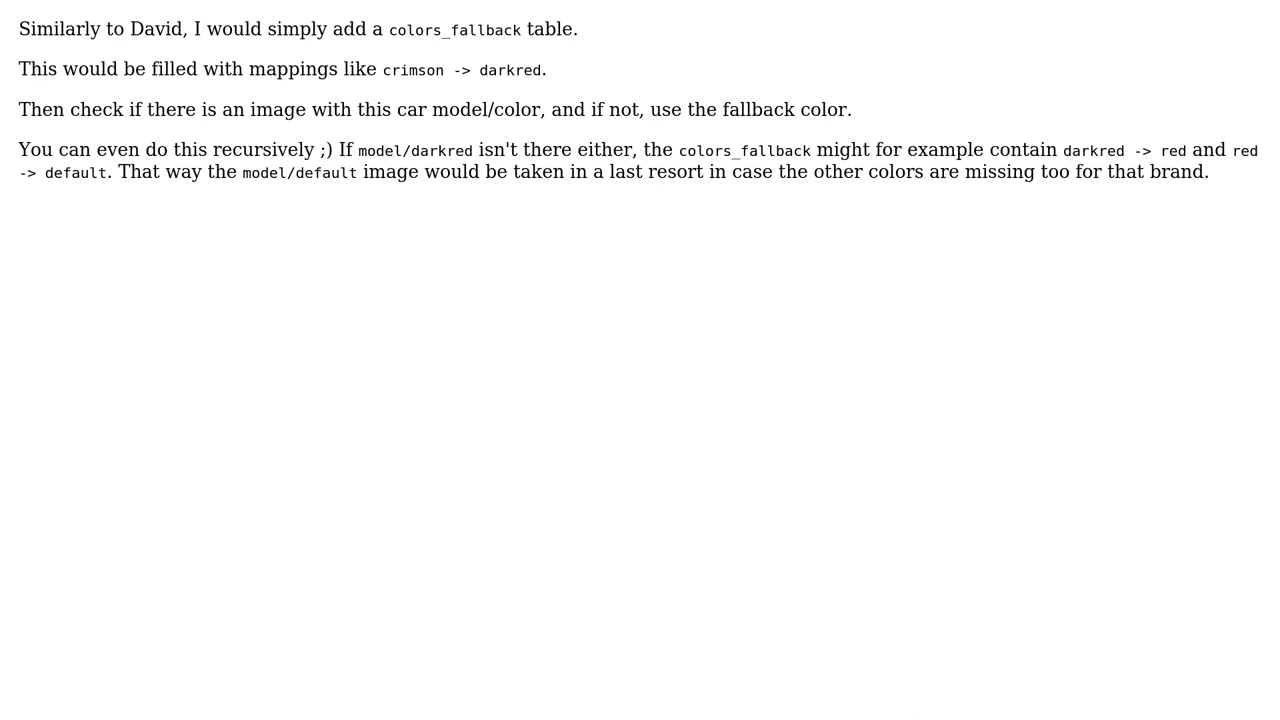 Similarly to David, I would simply add a colors_fallback table.
This would be filled with mappings like crimson -> darkred.
Then check if there is an image with this car model/color, and if not, use the fallback color.
You can even do this recursively ;) If model/darkred isn't there either, the colors_fallback might for example contain darkred -> red and red
-> default. That way the model/default image would be taken in a last resort in case the other colors are missing too for that brand.